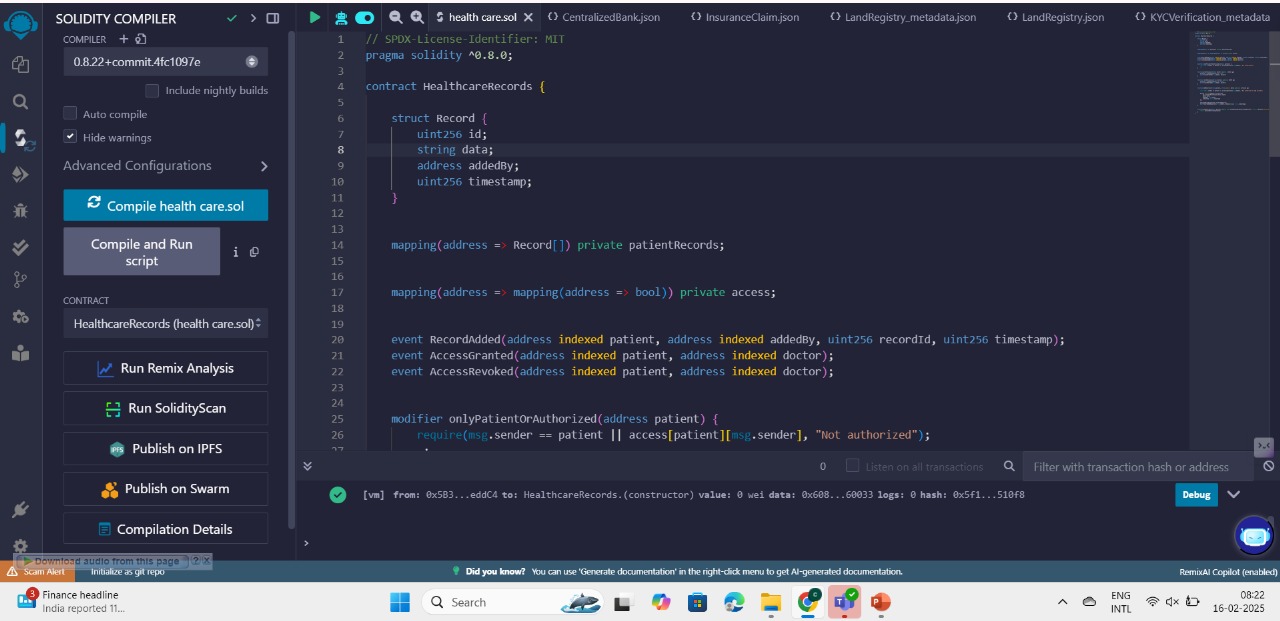 SOLIDITY COMPILER
COMPILER
0.8.22+commit.4fc1097e
Include nightly builds
Auto compile
Hide warnings
Advanced Configurations
Compile health care.sol
Compile and Run
script
CONTRACT
HealthcareRecords (health care.sol)
Run Remix Analysis
Run SolidityScan
IPFS
Publish on IPFS
Publish on Swarm
Compilation Details
Download audio from this page ? X
health care.sol
CentralizedBank.json
InsuranceClaim.json
LandRegistry_metadata.json
LandRegistry.json
KYCVerification_metadata
1 // SPDX-License-Identifier: MIT
2 pragma solidity ^0.8.0;
3
4 contract HealthcareRecords {
5
6 struct Record {
7 uint256 id;
8 string data;
9 address addedBy;
10 uint256 timestamp;
11 }
12
13
14 mapping(address => Record[]) private patientRecords;
15
16
17 mapping(address => mapping(address => bool)) private access;
18
19
20 event RecordAdded(address indexed patient, address indexed addedBy, uint256 recordId, uint256 timestamp);
21 event AccessGranted(address indexed patient, address indexed doctor);
22 event AccessRevoked(address indexed patient, address indexed doctor);
23
24
25 modifier onlyPatientOrAuthorized(address patient) {
26 require(msg.sender == patient || access[patient][msg.sender], "Not authorized");
27
0 Listen on all transactions Filter with transaction hash or address
[vm] from: 0x5B3...eddC4 to: HealthcareRecords.(constructor) value: 0 wei data: 0x608...60033 logs: 0 hash: 0x5f1...510f8
Debug
>
Scam Alert Initialize as git repo Did you know? You can use 'Generate documentation' in the right-click menu to get AI-generated documentation. RemixAI Copilot (enabled)
3
Finance headline
India reported 11...
Search
ENG
INTL
08:22
16-02-2025